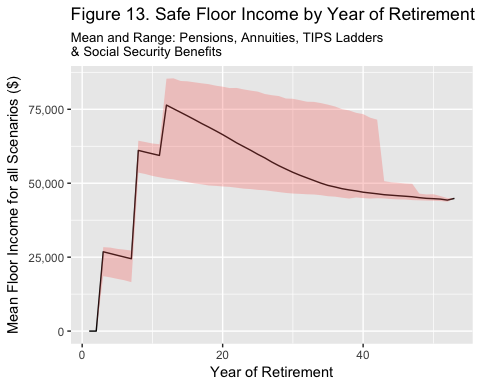 Figure 13. Safe Floor Income by Year of Retirement
Mean and Range: Pensions, Annuities, TIPS Ladders
& Social Security Benefits
Mean Floor Income for all Scenarios ($)
75,000
50,000
25,000
0
0 20 40
Year of Retirement